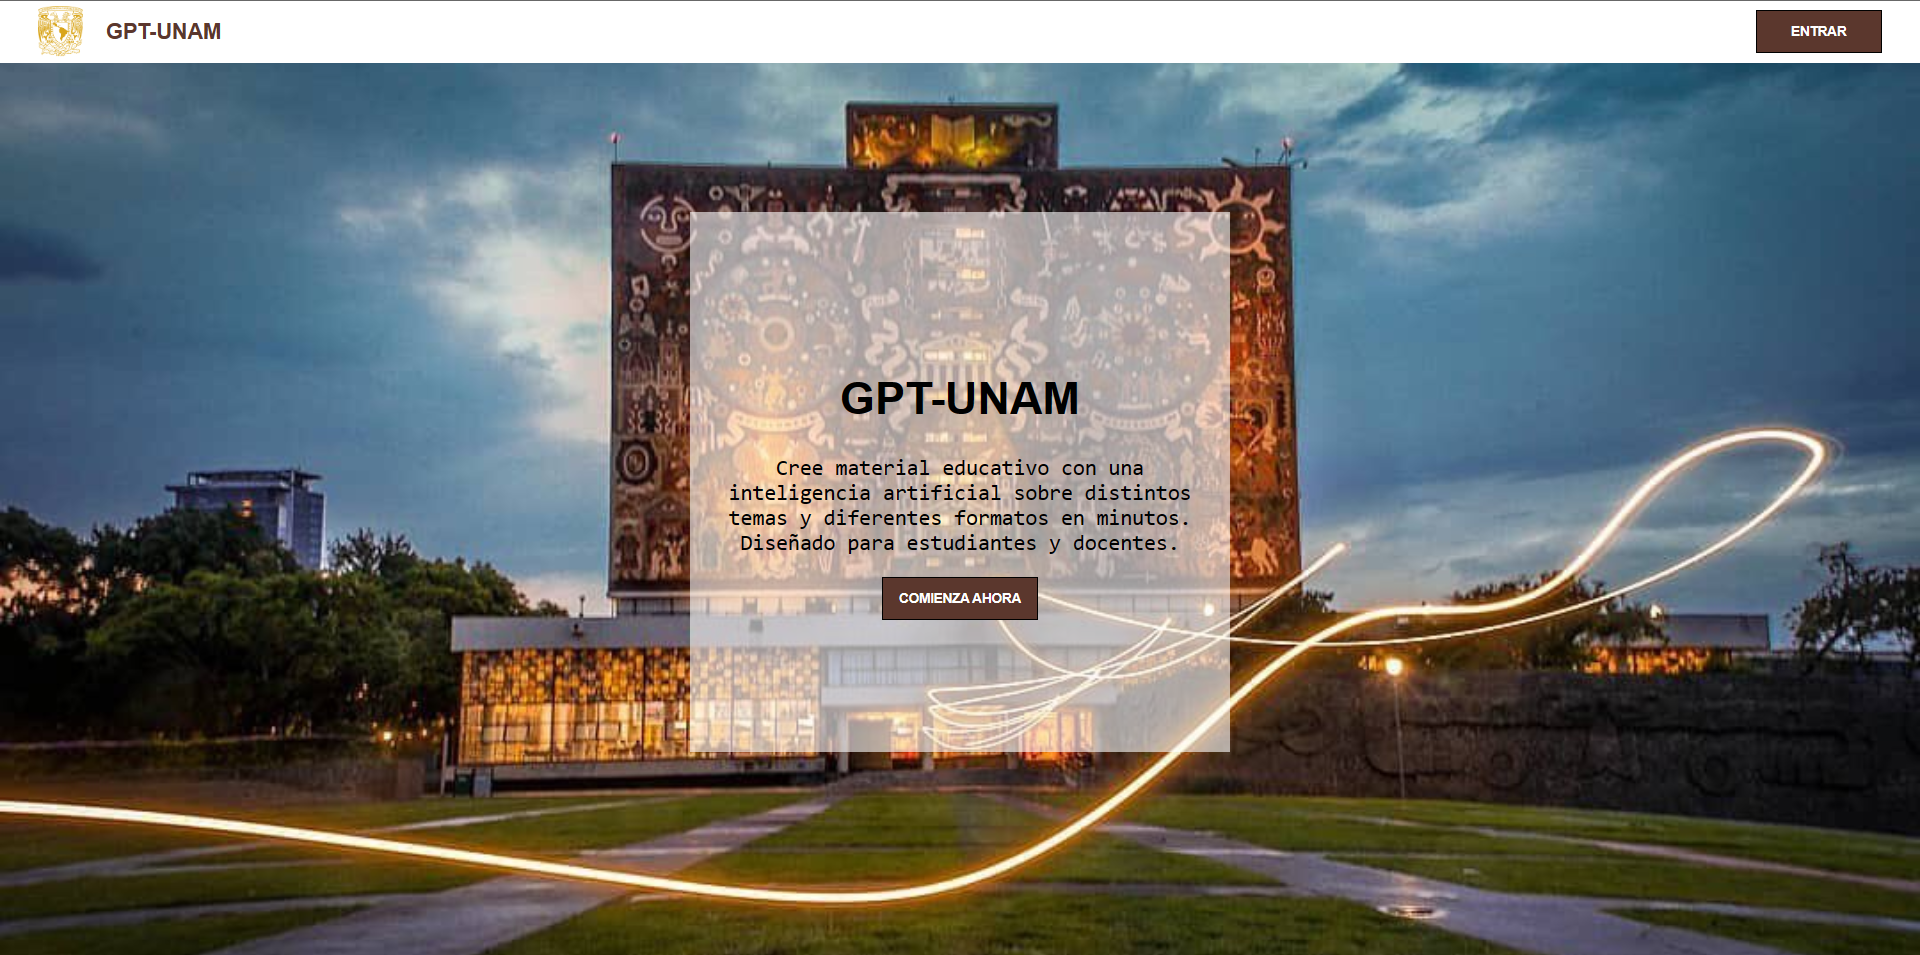 GPT-UNAM
ENTRAR
GPT-UNAM
Cree material educativo con una
inteligencia artificial sobre distintos
temas y diferentes formatos en minutos.
Diseñado para estudiantes y docentes.
COMIENZA AHORA